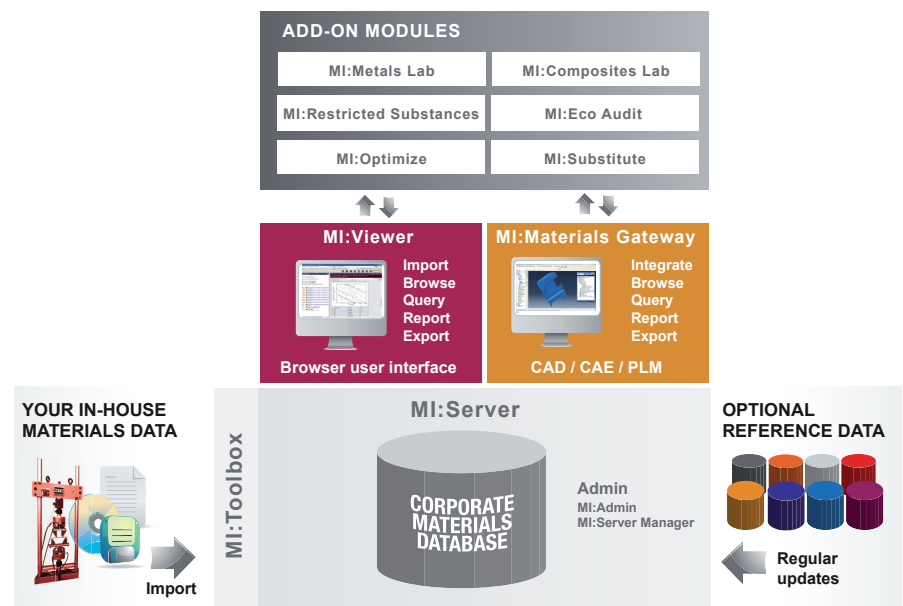 ADD-ON MODULES
MI:Metals Lab
MI:Composites Lab
MI:Restricted Substances
MI:Eco Audit
MI:Optimize
MI:Substitute
MI:Viewer
Import
Browse
Query
Report
Export
Browser user interface
MI:Materials Gateway
Integrate
Browse
Query
Report
Export
CAD / CAE / PLM
YOUR IN-HOUSE
MATERIALS DATA
Import
MI:Toolbox
MI:Server
CORPORATE
MATERIALS
DATABASE
Admin
MI:Admin
MI:Server Manager
OPTIONAL
REFERENCE DATA
Regular
updates